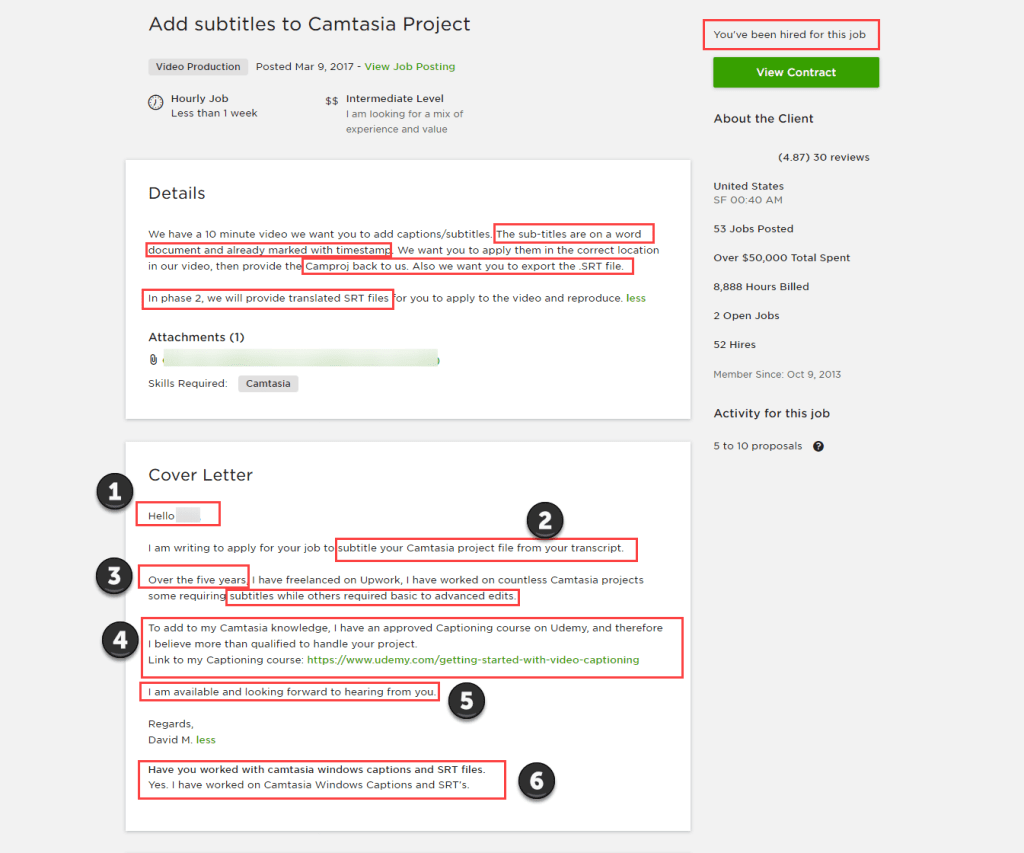 Add subtitles to Camtasia Project
Video Production Posted Mar 9, 2017 - View Job Posting
Hourly Job
Less than 1 week
$$ Intermediate Level
I am looking for a mix of
experience and value
You've been hired for this job
View Contract
About the Client
(4.87) 30 reviews
United States
SF 00:40 AM
53 Jobs Posted
Over $50,000 Total Spent
8,888 Hours Billed
2 Open Jobs
52 Hires
Member Since: Oct 9, 2013
Activity for this job
5 to 10 proposals ?
Details
We have a 10 minute video we want you to add captions/subtitles. The sub-titles are on a word
document and already marked with timestamp. We want you to apply them in the correct location
in our video, then provide the Camproj back to us. Also we want you to export the .SRT file.
In phase 2, we will provide translated SRT files for you to apply to the video and reproduce. less
Attachments (1)
Skills Required: Camtasia
Cover Letter
1
Hello
2
I am writing to apply for your job to subtitle your Camtasia project file from your transcript.
3
Over the five years, I have freelanced on Upwork, I have worked on countless Camtasia projects
some requiring subtitles while others required basic to advanced edits.
4
To add to my Camtasia knowledge, I have an approved Captioning course on Udemy, and therefore
I believe more than qualified to handle your project.
Link to my Captioning course: https://www.udemy.com/getting-started-with-video-captioning
I am available and looking forward to hearing from you.
5
Regards,
David M. less
Have you worked with camtasia windows captions and SRT files.
Yes. I have worked on Camtasia Windows Captions and SRT's.
6